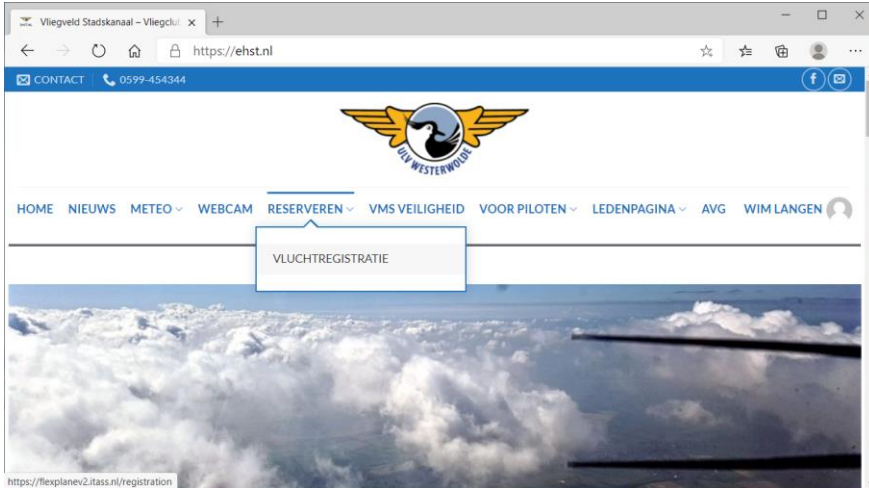 Vliegveld Stadskanaal – Vliegclub
https://ehst.nl
CONTACT 0599-454344
ULV WESTERWOLDE
HOME NIEUWS METEO WEBCAM RESERVEREN VMS VEILIGHEID VOOR PILOTEN LEDENPAGINA AVG WIM LANGEN
VLUCHTREGISTRATIE
https://flexplanev2.itass.nl/registration